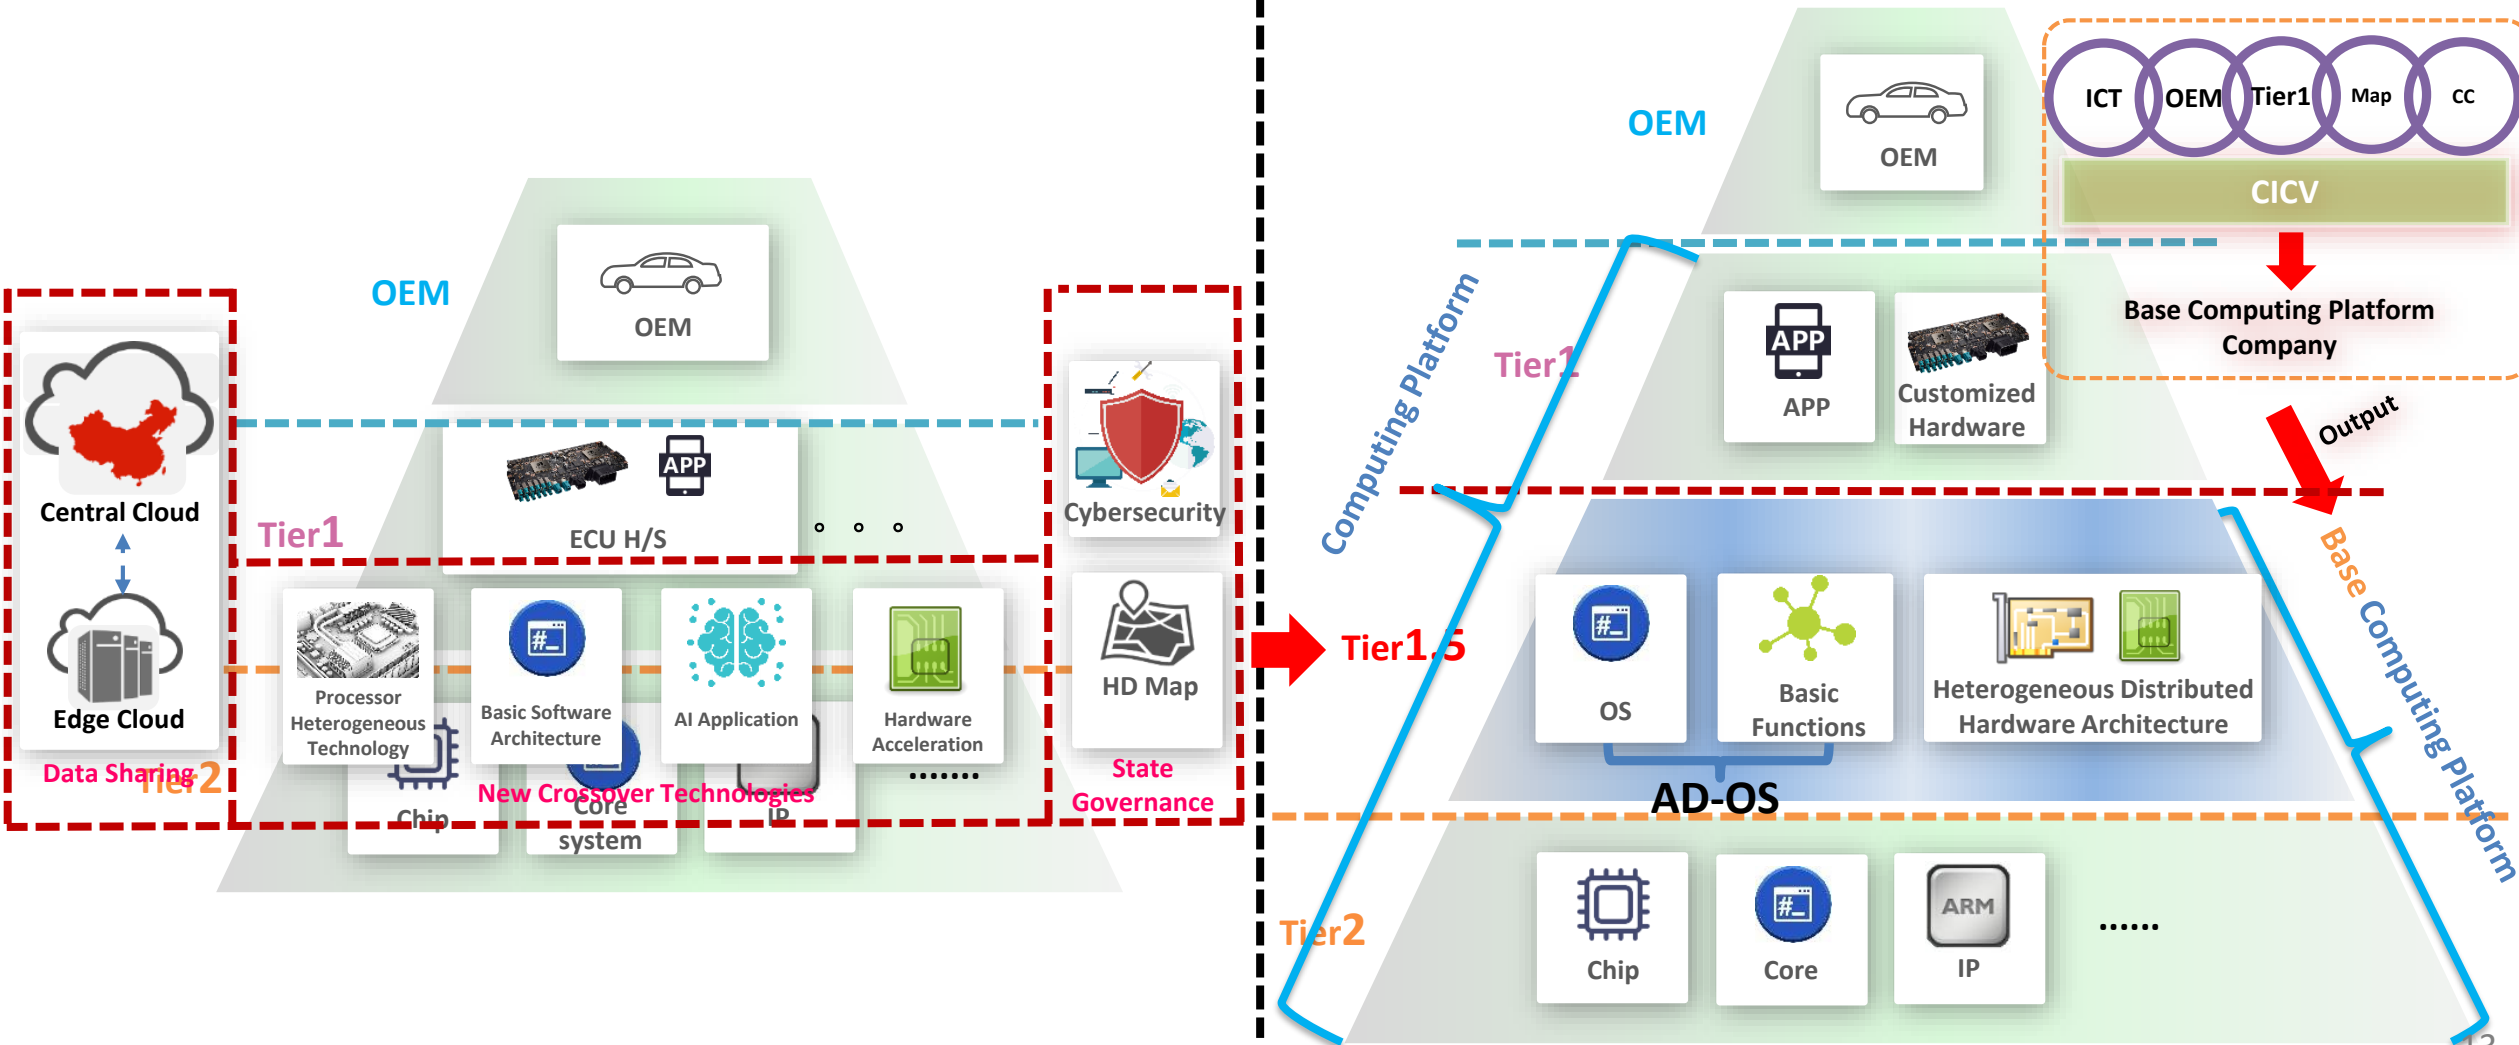 OEM
OEM
Central Cloud
Edge Cloud
Data Sharing
Tier1
APP
ECU H/S
Tier2
Processor
Heterogeneous
Technology
#_
Basic Software
Architecture
AI Application
Hardware
Acceleration
.......
New Crossover Technologies
Chip
Core
system
IP
Cybersecurity
HD Map
State
Governance
OEM
OEM
ICT
OEM
Tier1
Map
CC
CICV
Base Computing Platform
Company
Output
Computing Platform
Tier1
APP
APP
Customized
Hardware
Tier1.5
#_
OS
Basic
Functions
Heterogeneous Distributed
Hardware Architecture
AD-OS
Base Computing Platform
Tier2
Chip
#_
Core
ARM
IP
......